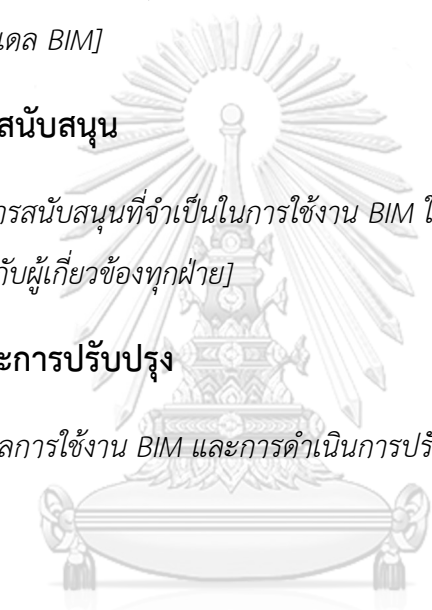 เดล BIM]
สนับสนุน
ารสนับสนุนที่จำเป็นในการใช้งาน BIM ใ
กับผู้เกี่ยวข้องทุกฝ่าย]
ะการปรับปรุง
ลการใช้งาน BIM และการดำเนินการปรั